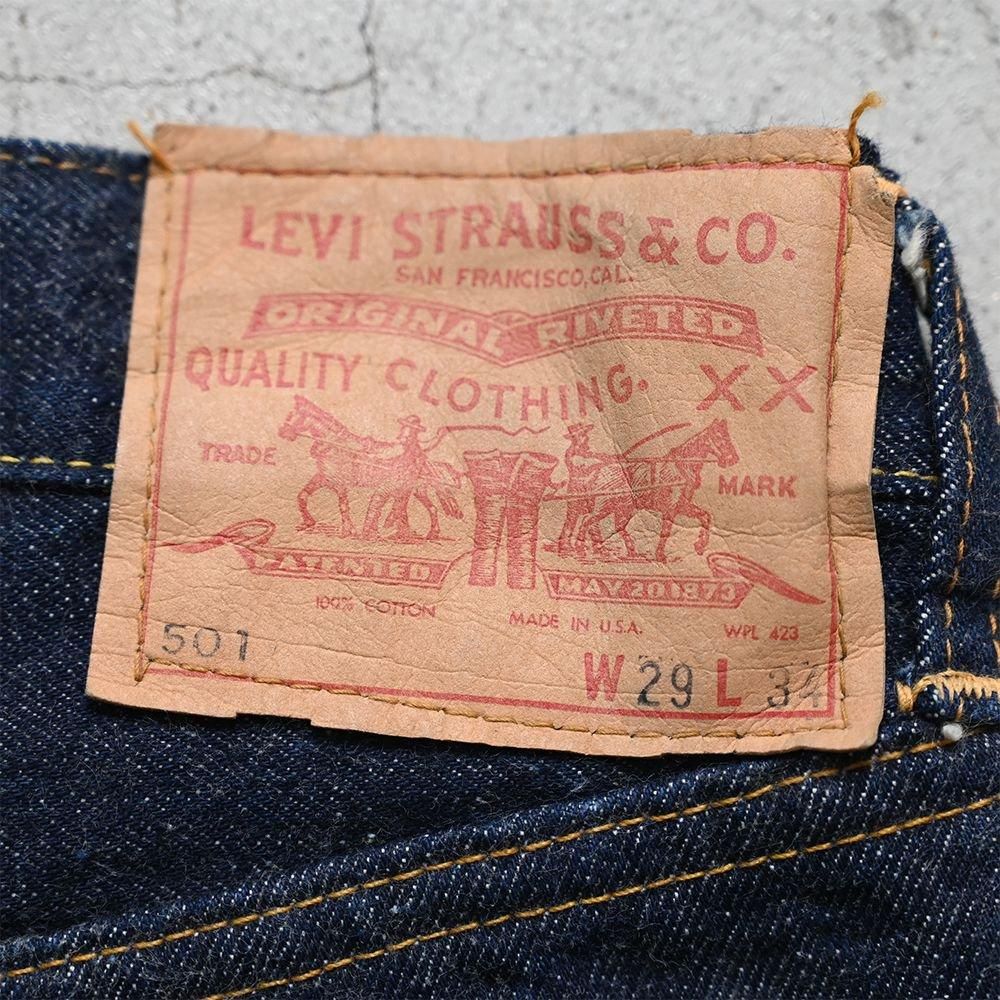 LEVI STRAUSS & CO.
SAN FRANCISCO, CAL.
ORIGINAL RIVETED
QUALITY CLOTHING. XX
TRADE MARK
PATENTED MAY 20 1873
100% COTTON MADE IN U.S.A. WPL 423
501 W 29 L 34